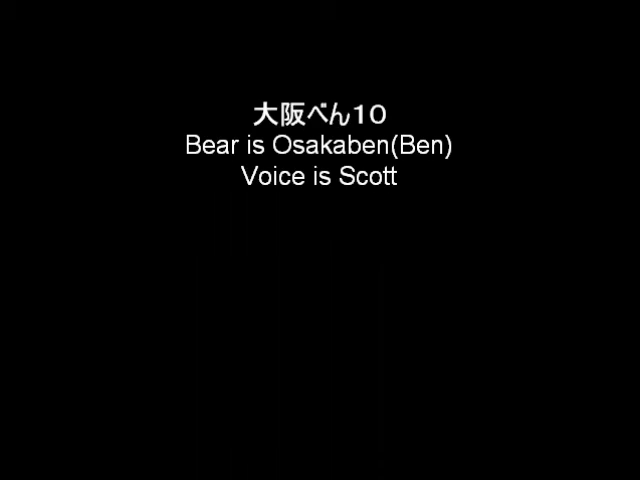 大阪べん１０
Bear is Osakaben(Ben)
Voice is Scott